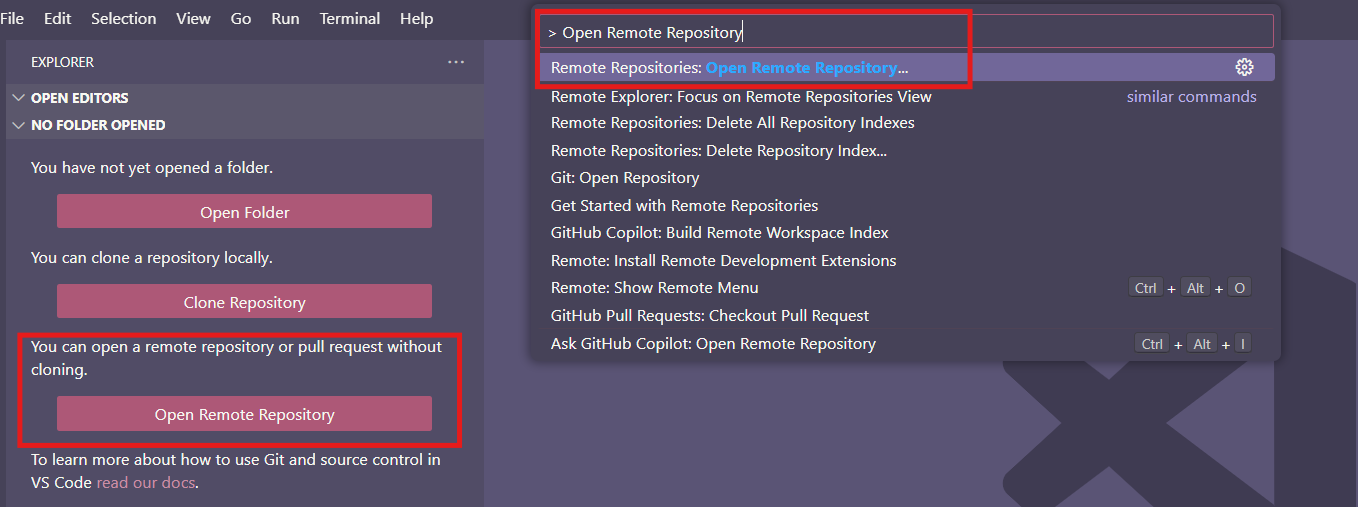 File Edit Selection View Go Run Terminal Help
EXPLORER ...
OPEN EDITORS
NO FOLDER OPENED
You have not yet opened a folder.
Open Folder
You can clone a repository locally.
Clone Repository
You can open a remote repository or pull request without
cloning.
Open Remote Repository
To learn more about how to use Git and source control in
VS Code read our docs.
> Open Remote Repository
Remote Repositories: Open Remote Repository...
Remote Explorer: Focus on Remote Repositories View similar commands
Remote Repositories: Delete All Repository Indexes
Remote Repositories: Delete Repository Index...
Git: Open Repository
Get Started with Remote Repositories
GitHub Copilot: Build Remote Workspace Index
Remote: Install Remote Development Extensions
Remote: Show Remote Menu Ctrl + Alt + O
GitHub Pull Requests: Checkout Pull Request
Ask GitHub Copilot: Open Remote Repository Ctrl + Alt + I